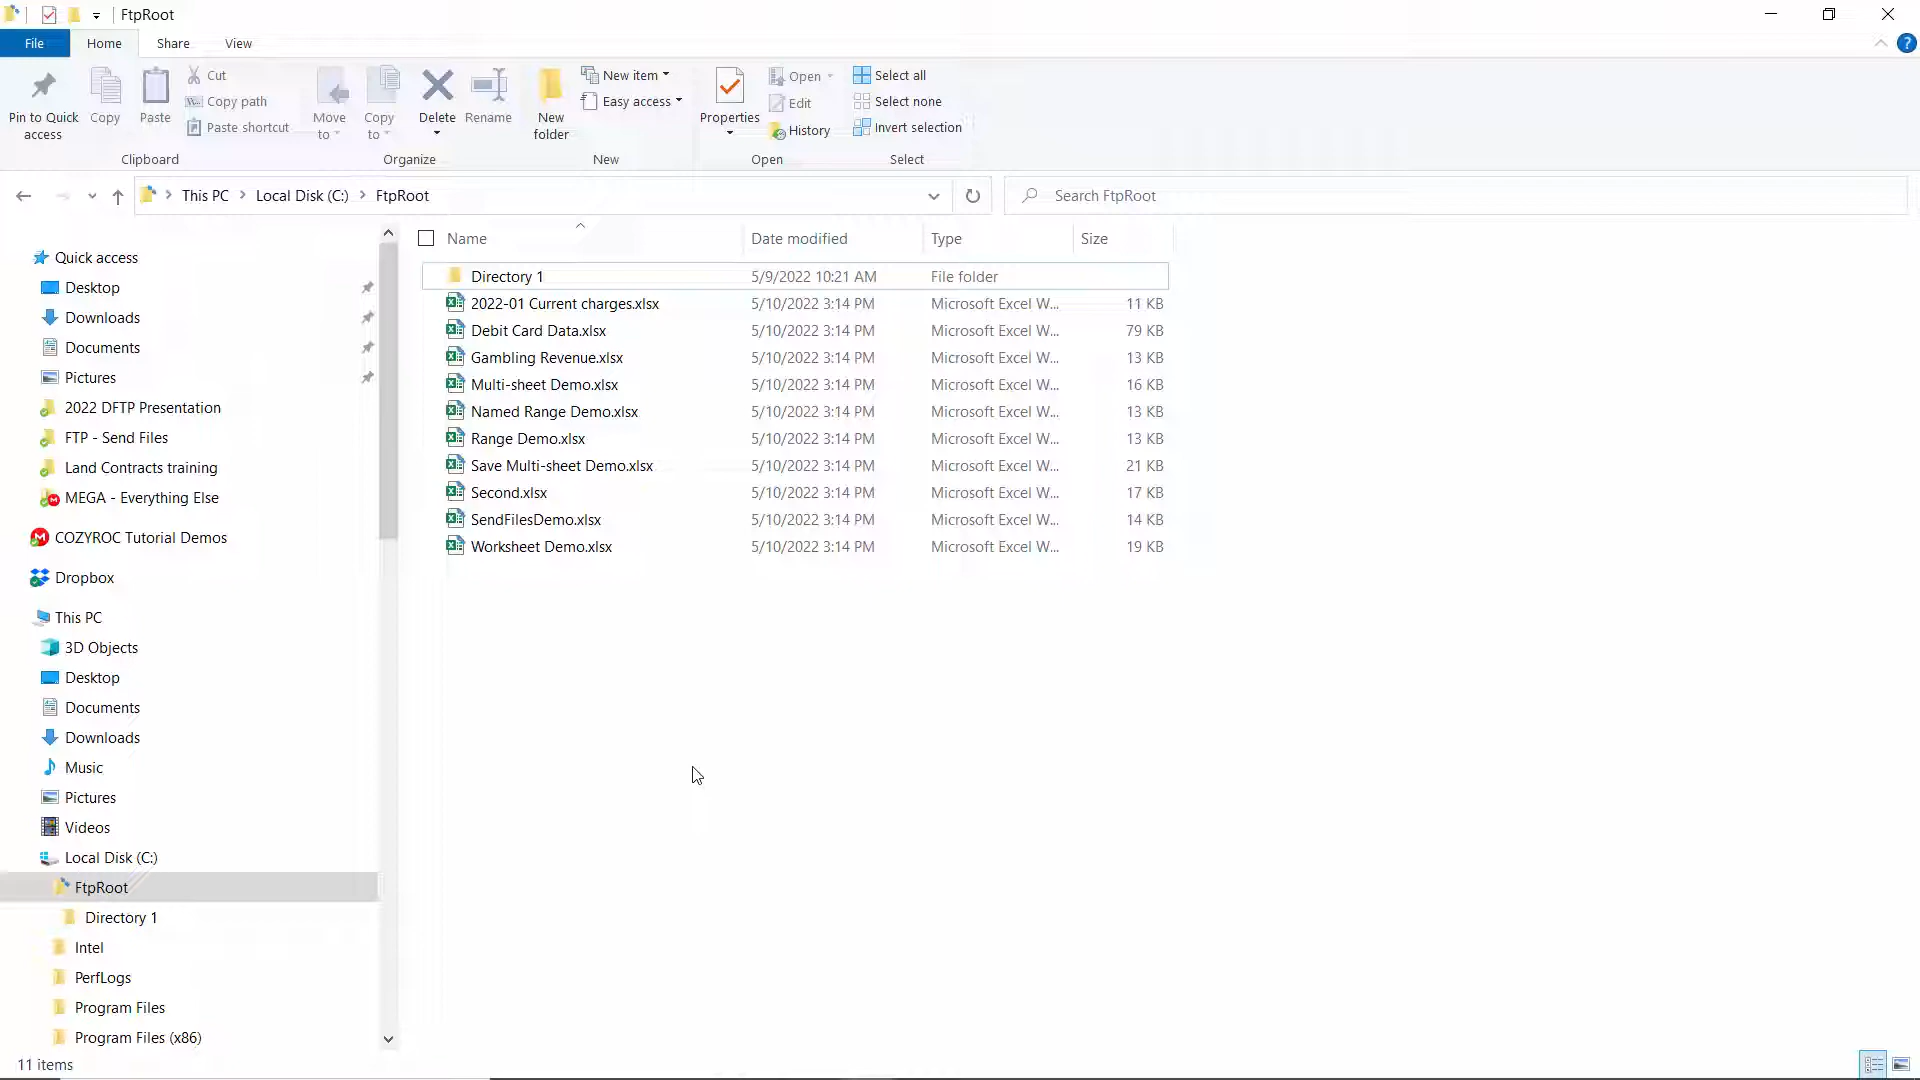 FtpRoot
File Home Share View
Pin to Quick access
Copy
Paste
Cut
Copy path
Paste shortcut
Clipboard
Move to
Copy to
Delete
Rename
Organize
New folder
New item
Easy access
New
Properties
Open
Edit
History
Open
Select all
Select none
Invert selection
Select
This PC > Local Disk (C:) > FtpRoot
Search FtpRoot
Quick access
Desktop
Downloads
Documents
Pictures
2022 DFTP Presentation
FTP - Send Files
Land Contracts training
MEGA - Everything Else
COZYROC Tutorial Demos
Dropbox
This PC
3D Objects
Desktop
Documents
Downloads
Music
Pictures
Videos
Local Disk (C:)
FtpRoot
Directory 1
Intel
PerfLogs
Program Files
Program Files (x86)
Name Date modified Type Size
Directory 1 5/9/2022 10:21 AM File folder
2022-01 Current charges.xlsx 5/10/2022 3:14 PM Microsoft Excel W... 11 KB
Debit Card Data.xlsx 5/10/2022 3:14 PM Microsoft Excel W... 79 KB
Gambling Revenue.xlsx 5/10/2022 3:14 PM Microsoft Excel W... 13 KB
Multi-sheet Demo.xlsx 5/10/2022 3:14 PM Microsoft Excel W... 16 KB
Named Range Demo.xlsx 5/10/2022 3:14 PM Microsoft Excel W... 13 KB
Range Demo.xlsx 5/10/2022 3:14 PM Microsoft Excel W... 13 KB
Save Multi-sheet Demo.xlsx 5/10/2022 3:14 PM Microsoft Excel W... 21 KB
Second.xlsx 5/10/2022 3:14 PM Microsoft Excel W... 17 KB
SendFilesDemo.xlsx 5/10/2022 3:14 PM Microsoft Excel W... 14 KB
Worksheet Demo.xlsx 5/10/2022 3:14 PM Microsoft Excel W... 19 KB
11 items